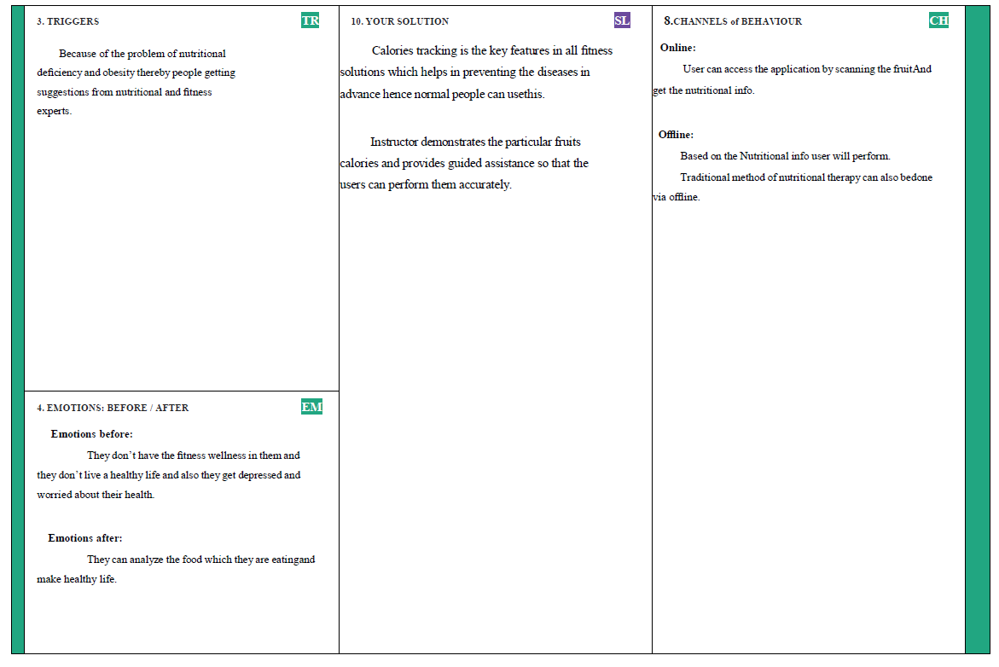 3. TRIGGERS TR
Because of the problem of nutritional
deficiency and obesity thereby people getting
suggestions from nutritional and fitness
experts.
4. EMOTIONS: BEFORE / AFTER EM
Emotions before:
They don’t have the fitness wellness in them and
they don’t live a healthy life and also they get depressed and
worried about their health.
Emotions after:
They can analyze the food which they are eatingand
make healthy life.
10. YOUR SOLUTION SL
Calories tracking is the key features in all fitness
solutions which helps in preventing the diseases in
advance hence normal people can usethis.
Instructor demonstrates the particular fruits
calories and provides guided assistance so that the
users can perform them accurately.
8.CHANNELS of BEHAVIOUR CH
Online:
User can access the application by scanning the fruitAnd
get the nutritional info.
Offline:
Based on the Nutritional info user will perform.
Traditional method of nutritional therapy can also bedone
via offline.